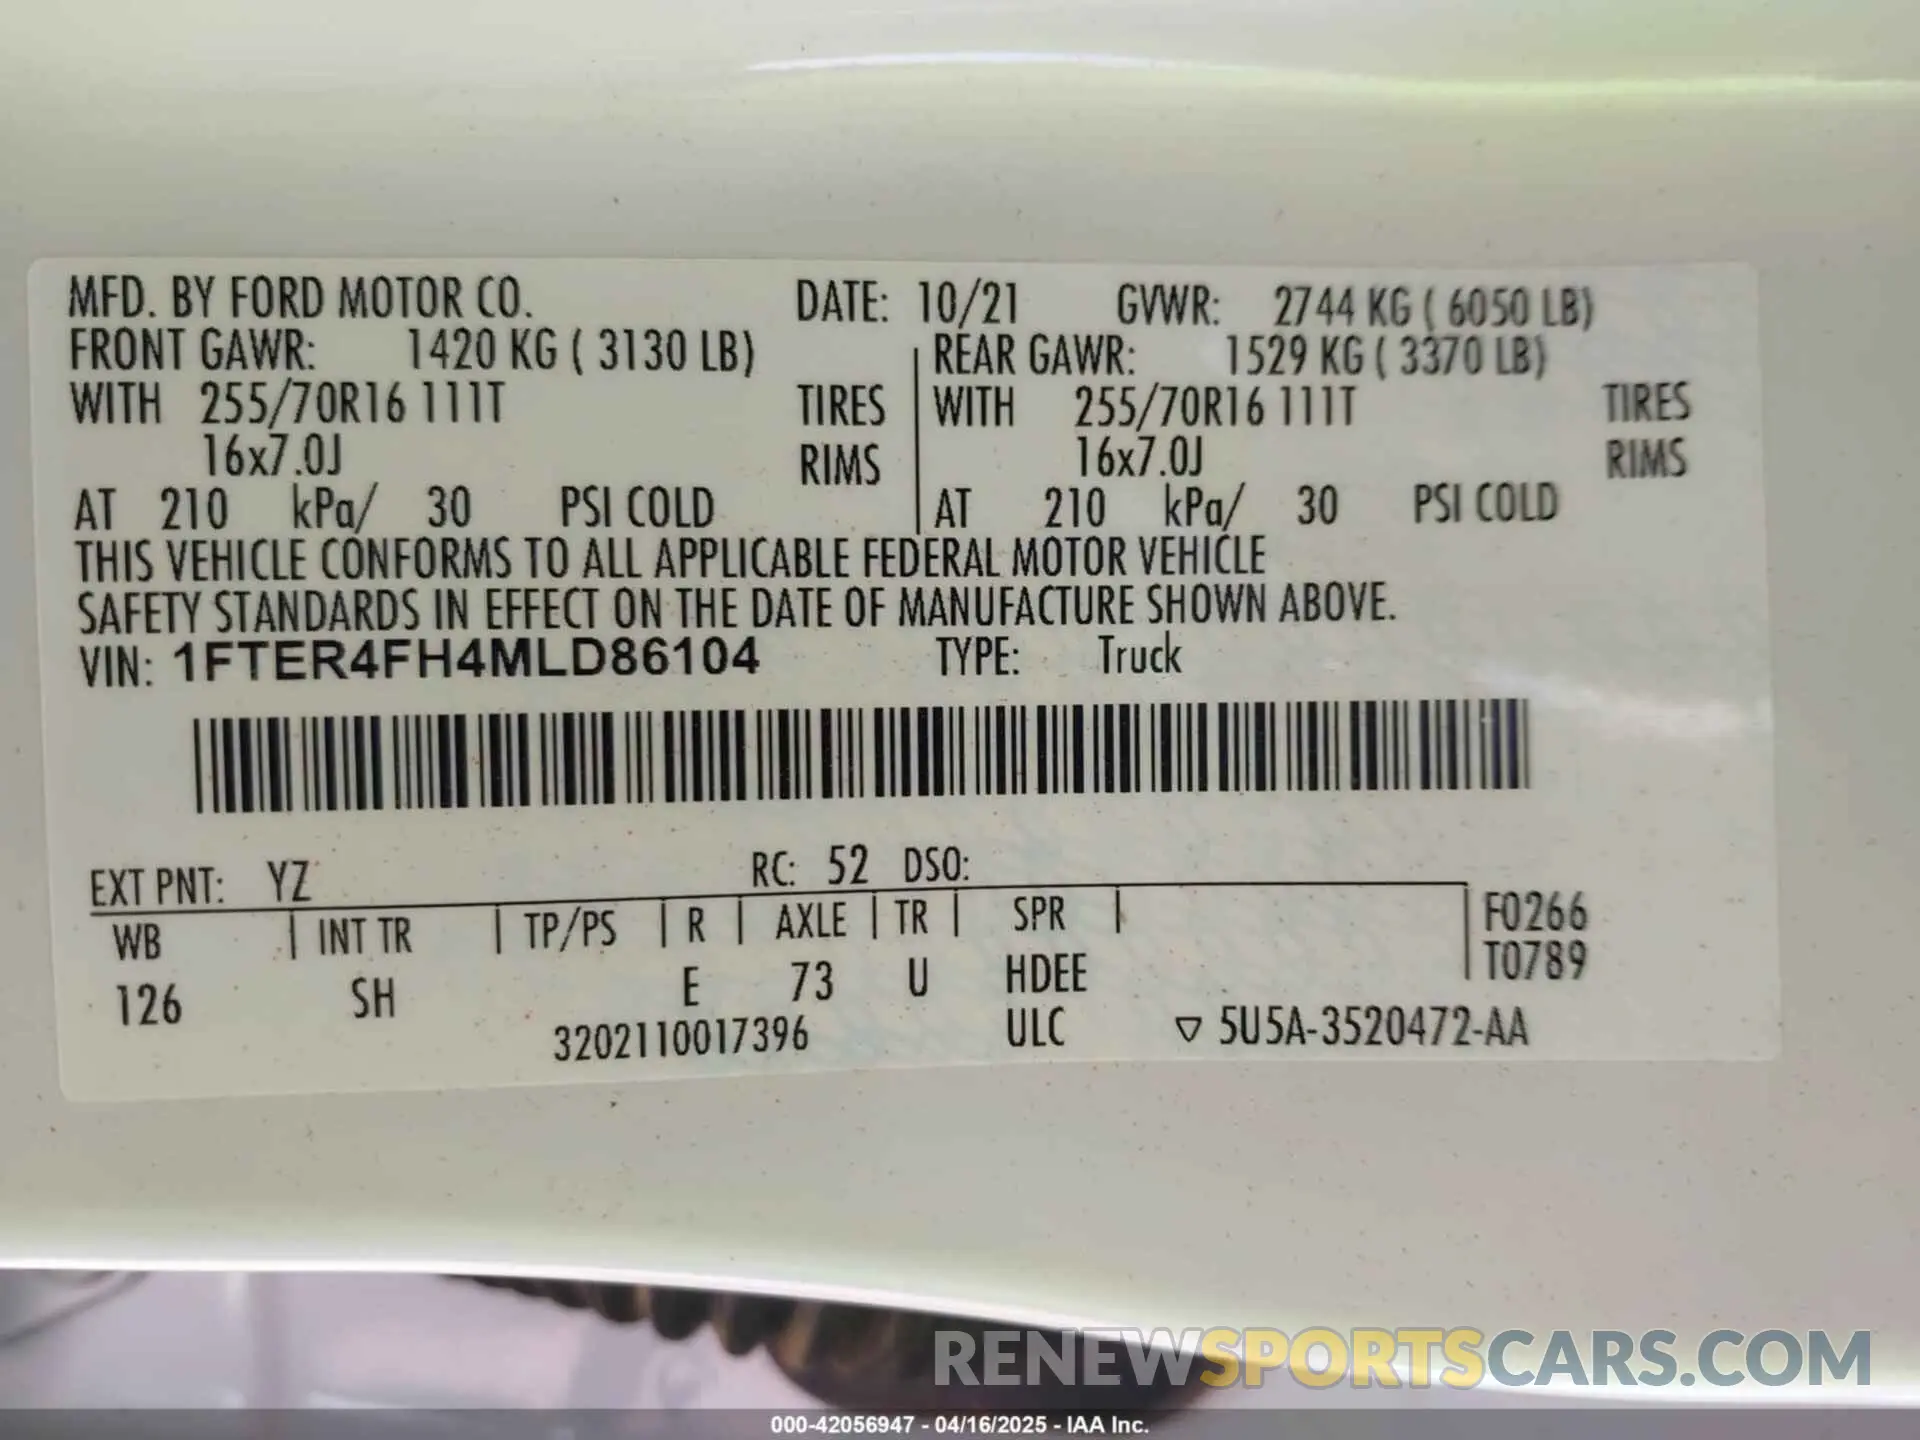 MFD. BY FORD MOTOR CO. DATE: 10/21 GVWR: 2744 KG ( 6050 LB)
FRONT GAWR: 1420 KG ( 3130 LB) REAR GAWR: 1529 KG ( 3370 LB)
WITH 255/70R16 111T TIRES WITH 255/70R16 111T TIRES
16x7.0J RIMS 16x7.0J RIMS
AT 210 kPa/ 30 PSI COLD AT 210 kPa/ 30 PSI COLD
THIS VEHICLE CONFORMS TO ALL APPLICABLE FEDERAL MOTOR VEHICLE
SAFETY STANDARDS IN EFFECT ON THE DATE OF MANUFACTURE SHOWN ABOVE.
VIN: 1FTER4FH4MLD86104 TYPE: Truck
EXT PNT: YZ RC: 52 DSO:
WB INT TR TP/PS R AXLE TR SPR F0266
T0789
126 SH E 73 U HDEE
3202110017396 ULC ▽ 5U5A-3520472-AA
RENEWSPORTSCARS.COM
000-42056947 - 04/16/2025 - IAA Inc.